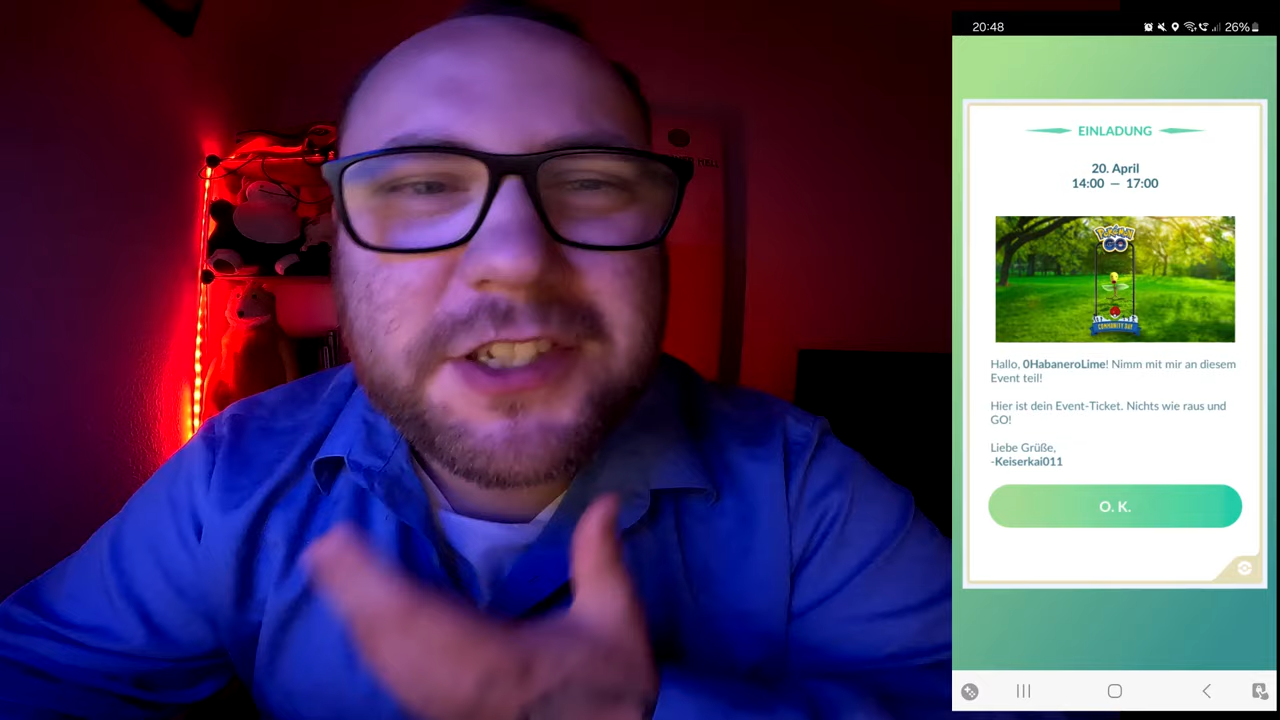 20:48
26%
EINLADUNG
20. April
14:00 — 17:00
Pokémon
GO
COMMUNITY DAY
Hallo, 0HabaneroLime! Nimm mit mir an diesem
Event teil!
Hier ist dein Event-Ticket. Nichts wie raus und
GO!
Liebe Grüße,
-Keiserkai011
O. K.